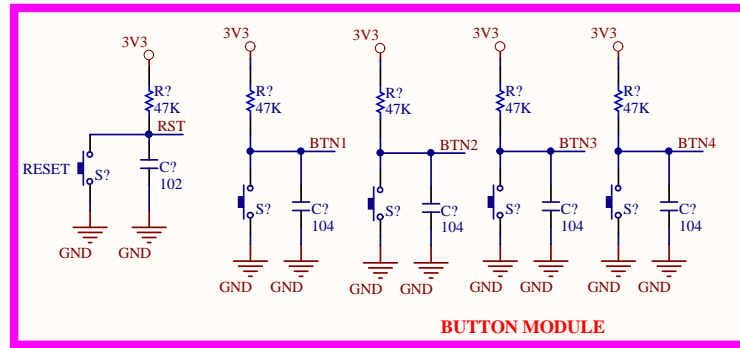 3V3 3V3 3V3 3V3 3V3
R? R? R? R? R?
47K 47K 47K 47K 47K
RST BTN1 BTN2 BTN3 BTN4
RESET S? C? S? C? S? C? S? C? S? C?
102 104 104 104 104
GND GND GND GND GND GND GND GND GND GND
BUTTON MODULE